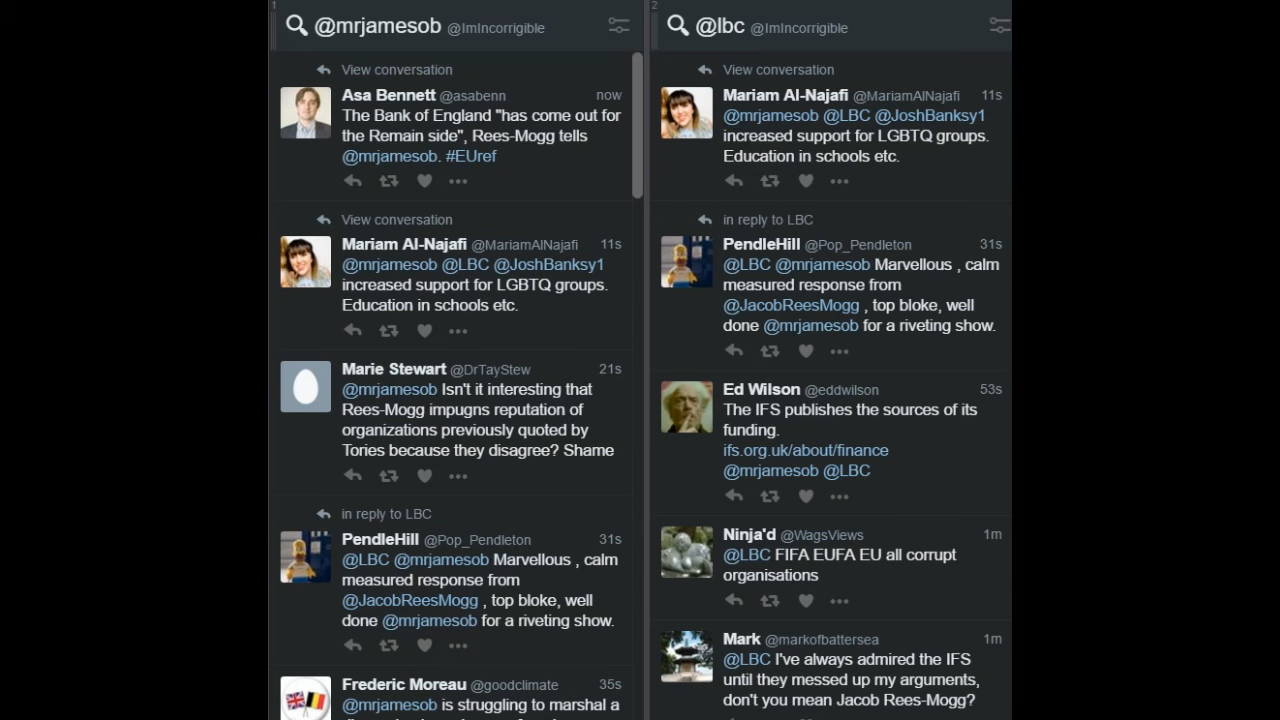 1
@mrjamesob @ImIncorrigible
View conversation
Asa Bennett @asabenn now
The Bank of England "has come out for
the Remain side", Rees-Mogg tells
@mrjamesob. #EUref
View conversation
Mariam Al-Najafi @MariamAlNajafi 11s
@mrjamesob @LBC @JoshBanksy1
increased support for LGBTQ groups.
Education in schools etc.
Marie Stewart @DrTayStew 21s
@mrjamesob Isn't it interesting that
Rees-Mogg impugns reputation of
organizations previously quoted by
Tories because they disagree? Shame
in reply to LBC
PendleHill @Pop_Pendleton 31s
@LBC @mrjamesob Marvellous , calm
measured response from
@JacobReesMogg , top bloke, well
done @mrjamesob for a riveting show.
Frederic Moreau @goodclimate 35s
@mrjamesob is struggling to marshal a
2
@lbc @ImIncorrigible
View conversation
Mariam Al-Najafi @MariamAlNajafi 11s
@mrjamesob @LBC @JoshBanksy1
increased support for LGBTQ groups.
Education in schools etc.
in reply to LBC
PendleHill @Pop_Pendleton 31s
@LBC @mrjamesob Marvellous , calm
measured response from
@JacobReesMogg , top bloke, well
done @mrjamesob for a riveting show.
Ed Wilson @eddwilson 53s
The IFS publishes the sources of its
funding.
ifs.org.uk/about/finance
@mrjamesob @LBC
Ninja'd @WagsViews 1m
@LBC FIFA EUFA EU all corrupt
organisations
Mark @markofbattersea 1m
@LBC I've always admired the IFS
until they messed up my arguments,
don't you mean Jacob Rees-Mogg?